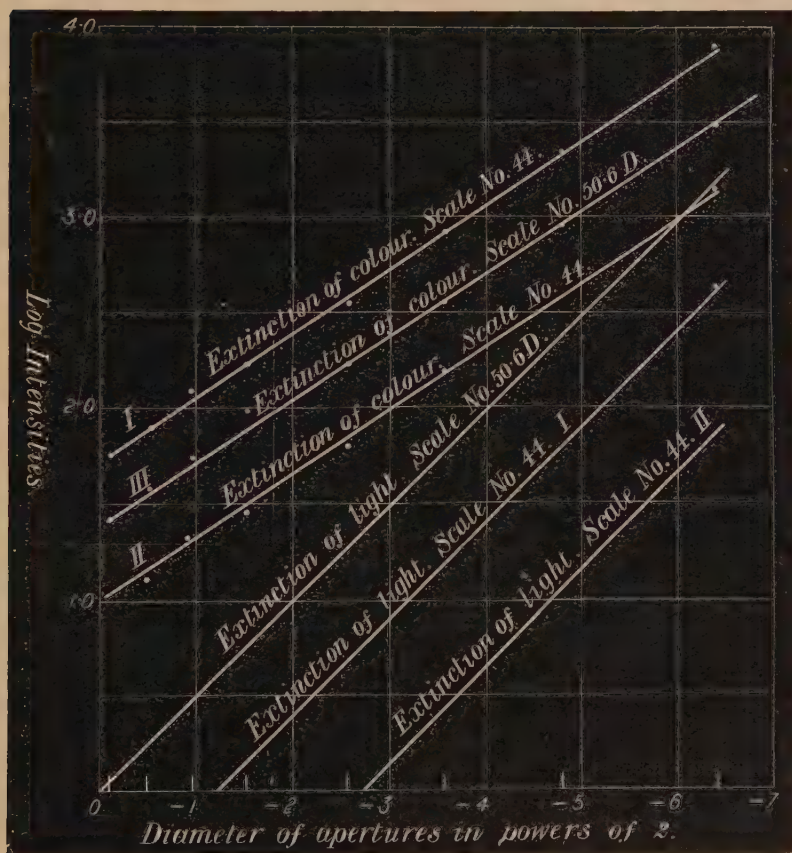 4·0
3·0
2·0
1·0
Log Intensities
I Extinction of colour. Scale No. 44.
III Extinction of colour. Scale No. 50·6 D.
II Extinction of colour. Scale No. 44
Extinction of light Scale No. 50·6 D
Extinction of light Scale No. 44. I
Extinction of light. Scale No. 44. II
0 -1 -2 -3 -4 -5 -6 -7
Diameter of apertures in powers of 2.